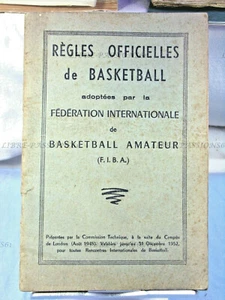 RÈGLES OFFICIELLES
de BASKETBALL
adoptées par la
FÉDÉRATION INTERNATIONALE
de
BASKETBALL AMATEUR
(F.I.B.A.)
Préparées par la Commission Technique, à la suite du Congrès
de Londres (Août 1948). Valables jusqu'au 31 Décembre 1952,
pour toutes Rencontres Internationales de Basketball.